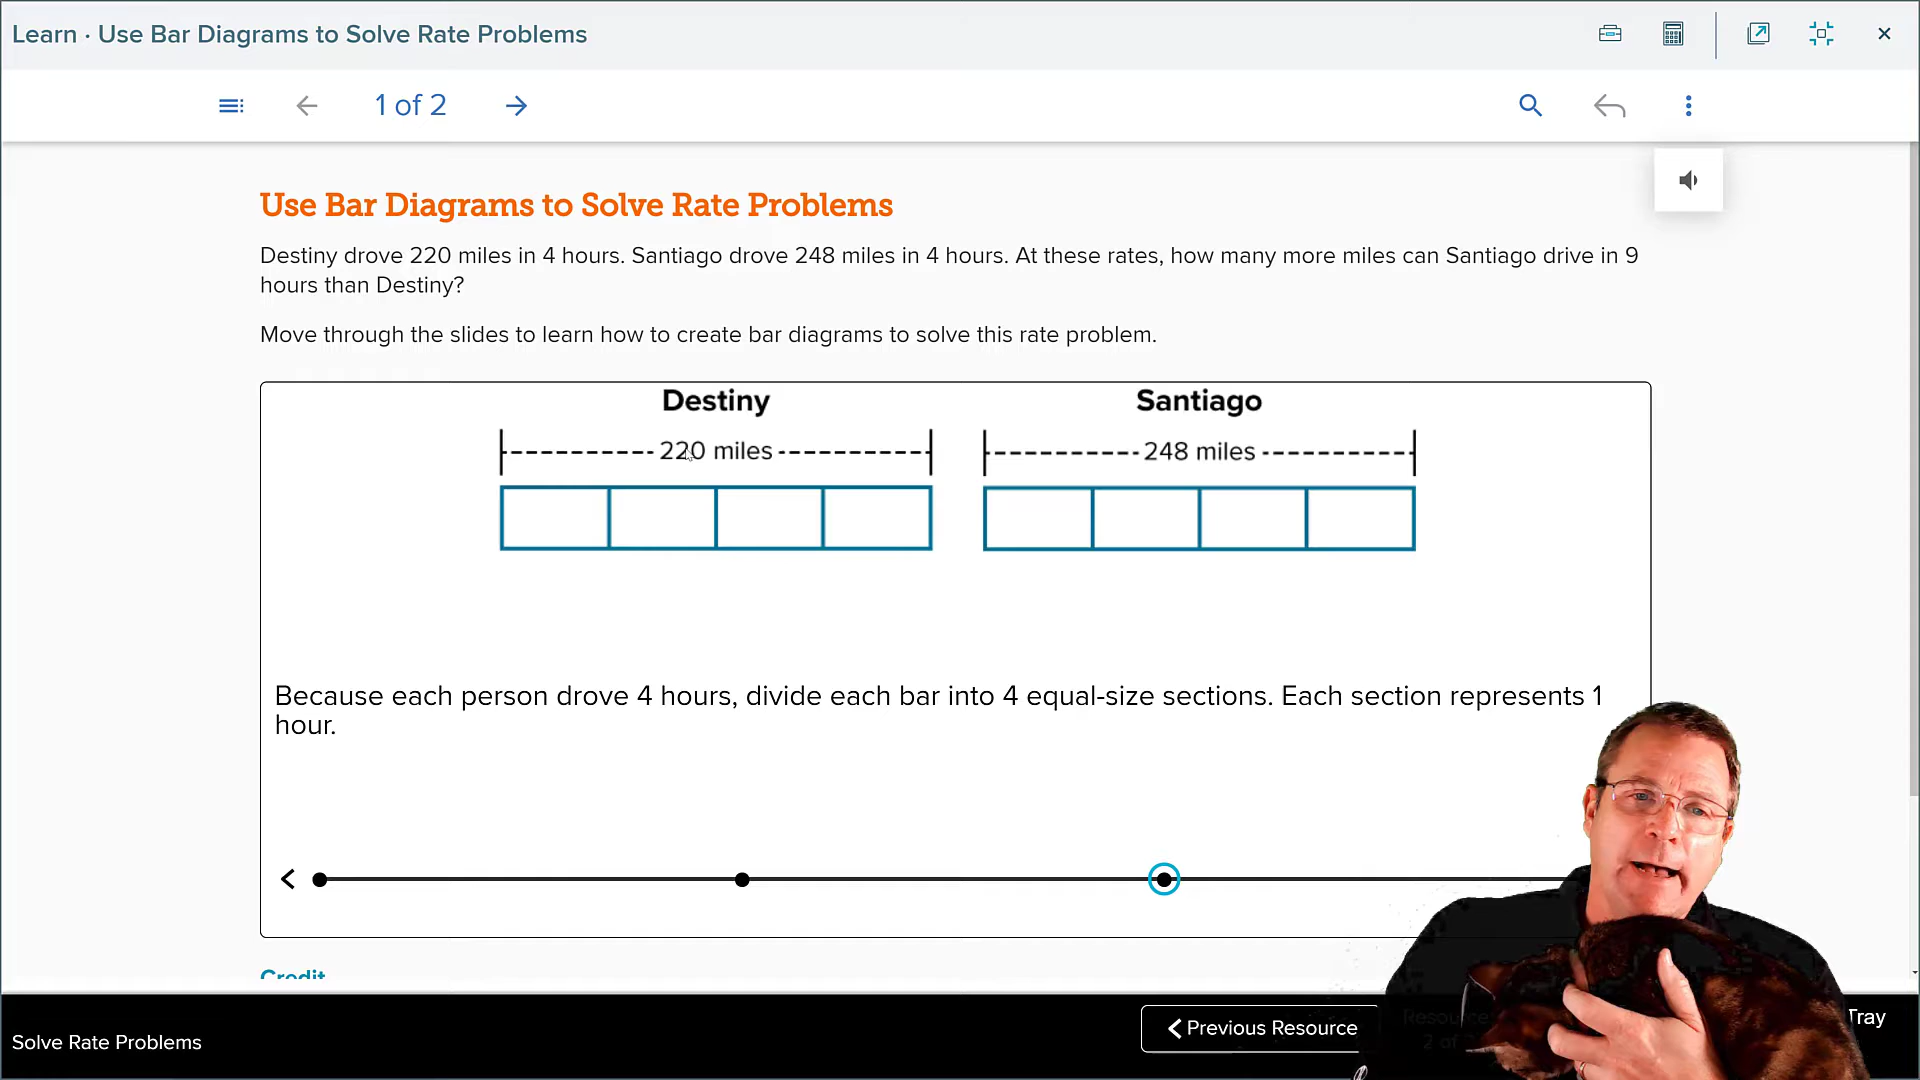 Learn · Use Bar Diagrams to Solve Rate Problems
1 of 2
Use Bar Diagrams to Solve Rate Problems
Destiny drove 220 miles in 4 hours. Santiago drove 248 miles in 4 hours. At these rates, how many more miles can Santiago drive in 9
hours than Destiny?
Move through the slides to learn how to create bar diagrams to solve this rate problem.
Destiny
Santiago
220 miles
248 miles
Because each person drove 4 hours, divide each bar into 4 equal-size sections. Each section represents 1
hour.
Credit
Solve Rate Problems
Previous Resource
Tray